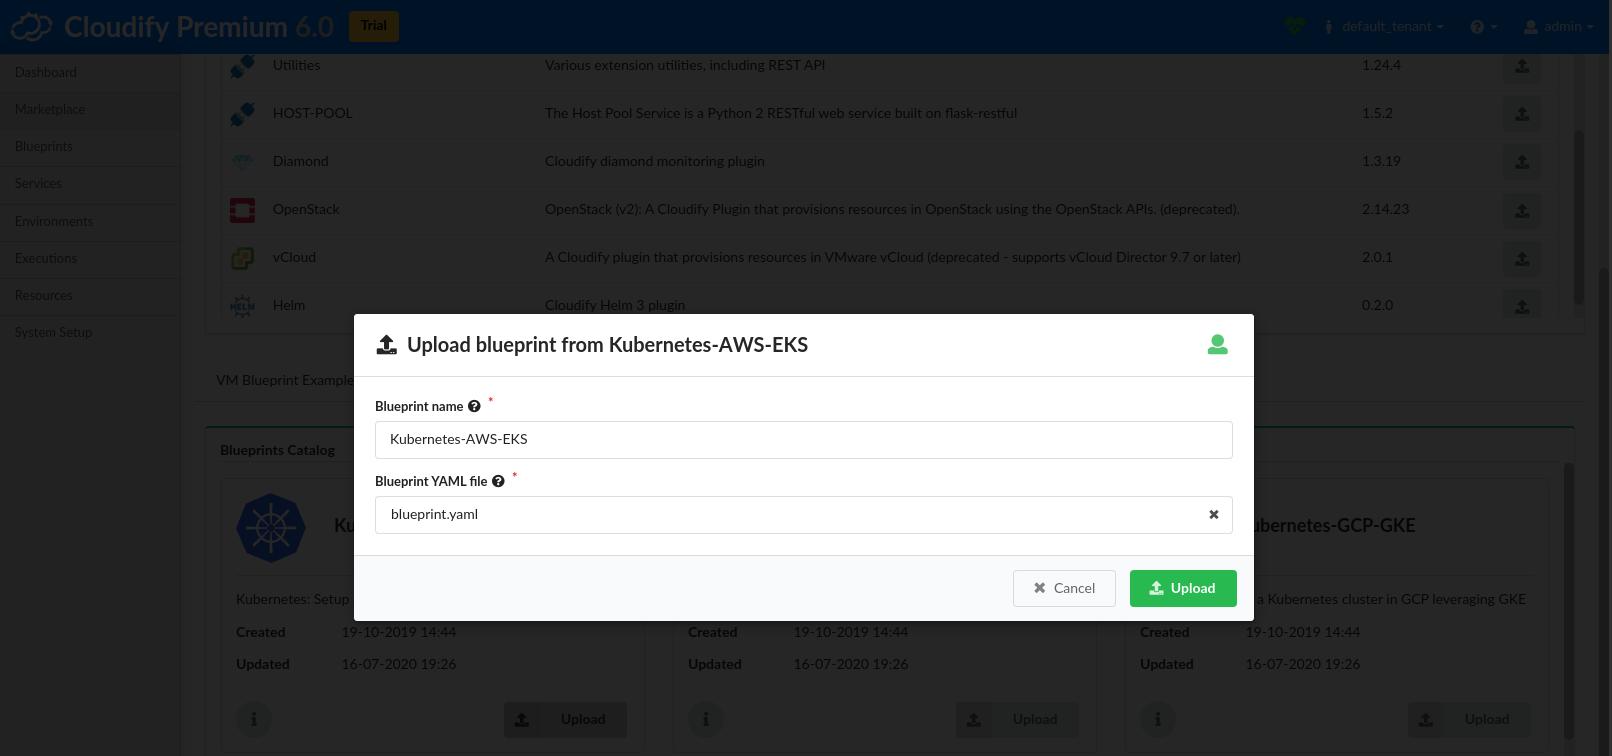 Cloudify Premium 6.0 Trial default_tenant admin
Dashboard
Marketplace
Blueprints
Services
Environments
Executions
Resources
System Setup
Utilities Various extension utilities, including REST API 1.24.4
HOST-POOL The Host Pool Service is a Python 2 RESTful web service built on flask-restful 1.5.2
Diamond Cloudify diamond monitoring plugin 1.3.19
OpenStack OpenStack (v2): A Cloudify Plugin that provisions resources in OpenStack using the OpenStack APIs. (deprecated). 2.14.23
vCloud A Cloudify plugin that provisions resources in VMware vCloud (deprecated - supports vCloud Director 9.7 or later) 2.0.1
HELM Helm Cloudify Helm 3 plugin 0.2.0
Upload blueprint from Kubernetes-AWS-EKS
Blueprint name *
Kubernetes-AWS-EKS
Blueprint YAML file *
blueprint.yaml
Cancel Upload
VM Blueprint Example
Blueprints Catalog
Ku ubernetes-GCP-GKE
Kubernetes: Setup a Kubernetes cluster in GCP leveraging GKE
Created 19-10-2019 14:44 Created 19-10-2019 14:44 Created 19-10-2019 14:44
Updated 16-07-2020 19:26 Updated 16-07-2020 19:26 Updated 16-07-2020 19:26
Upload Upload Upload